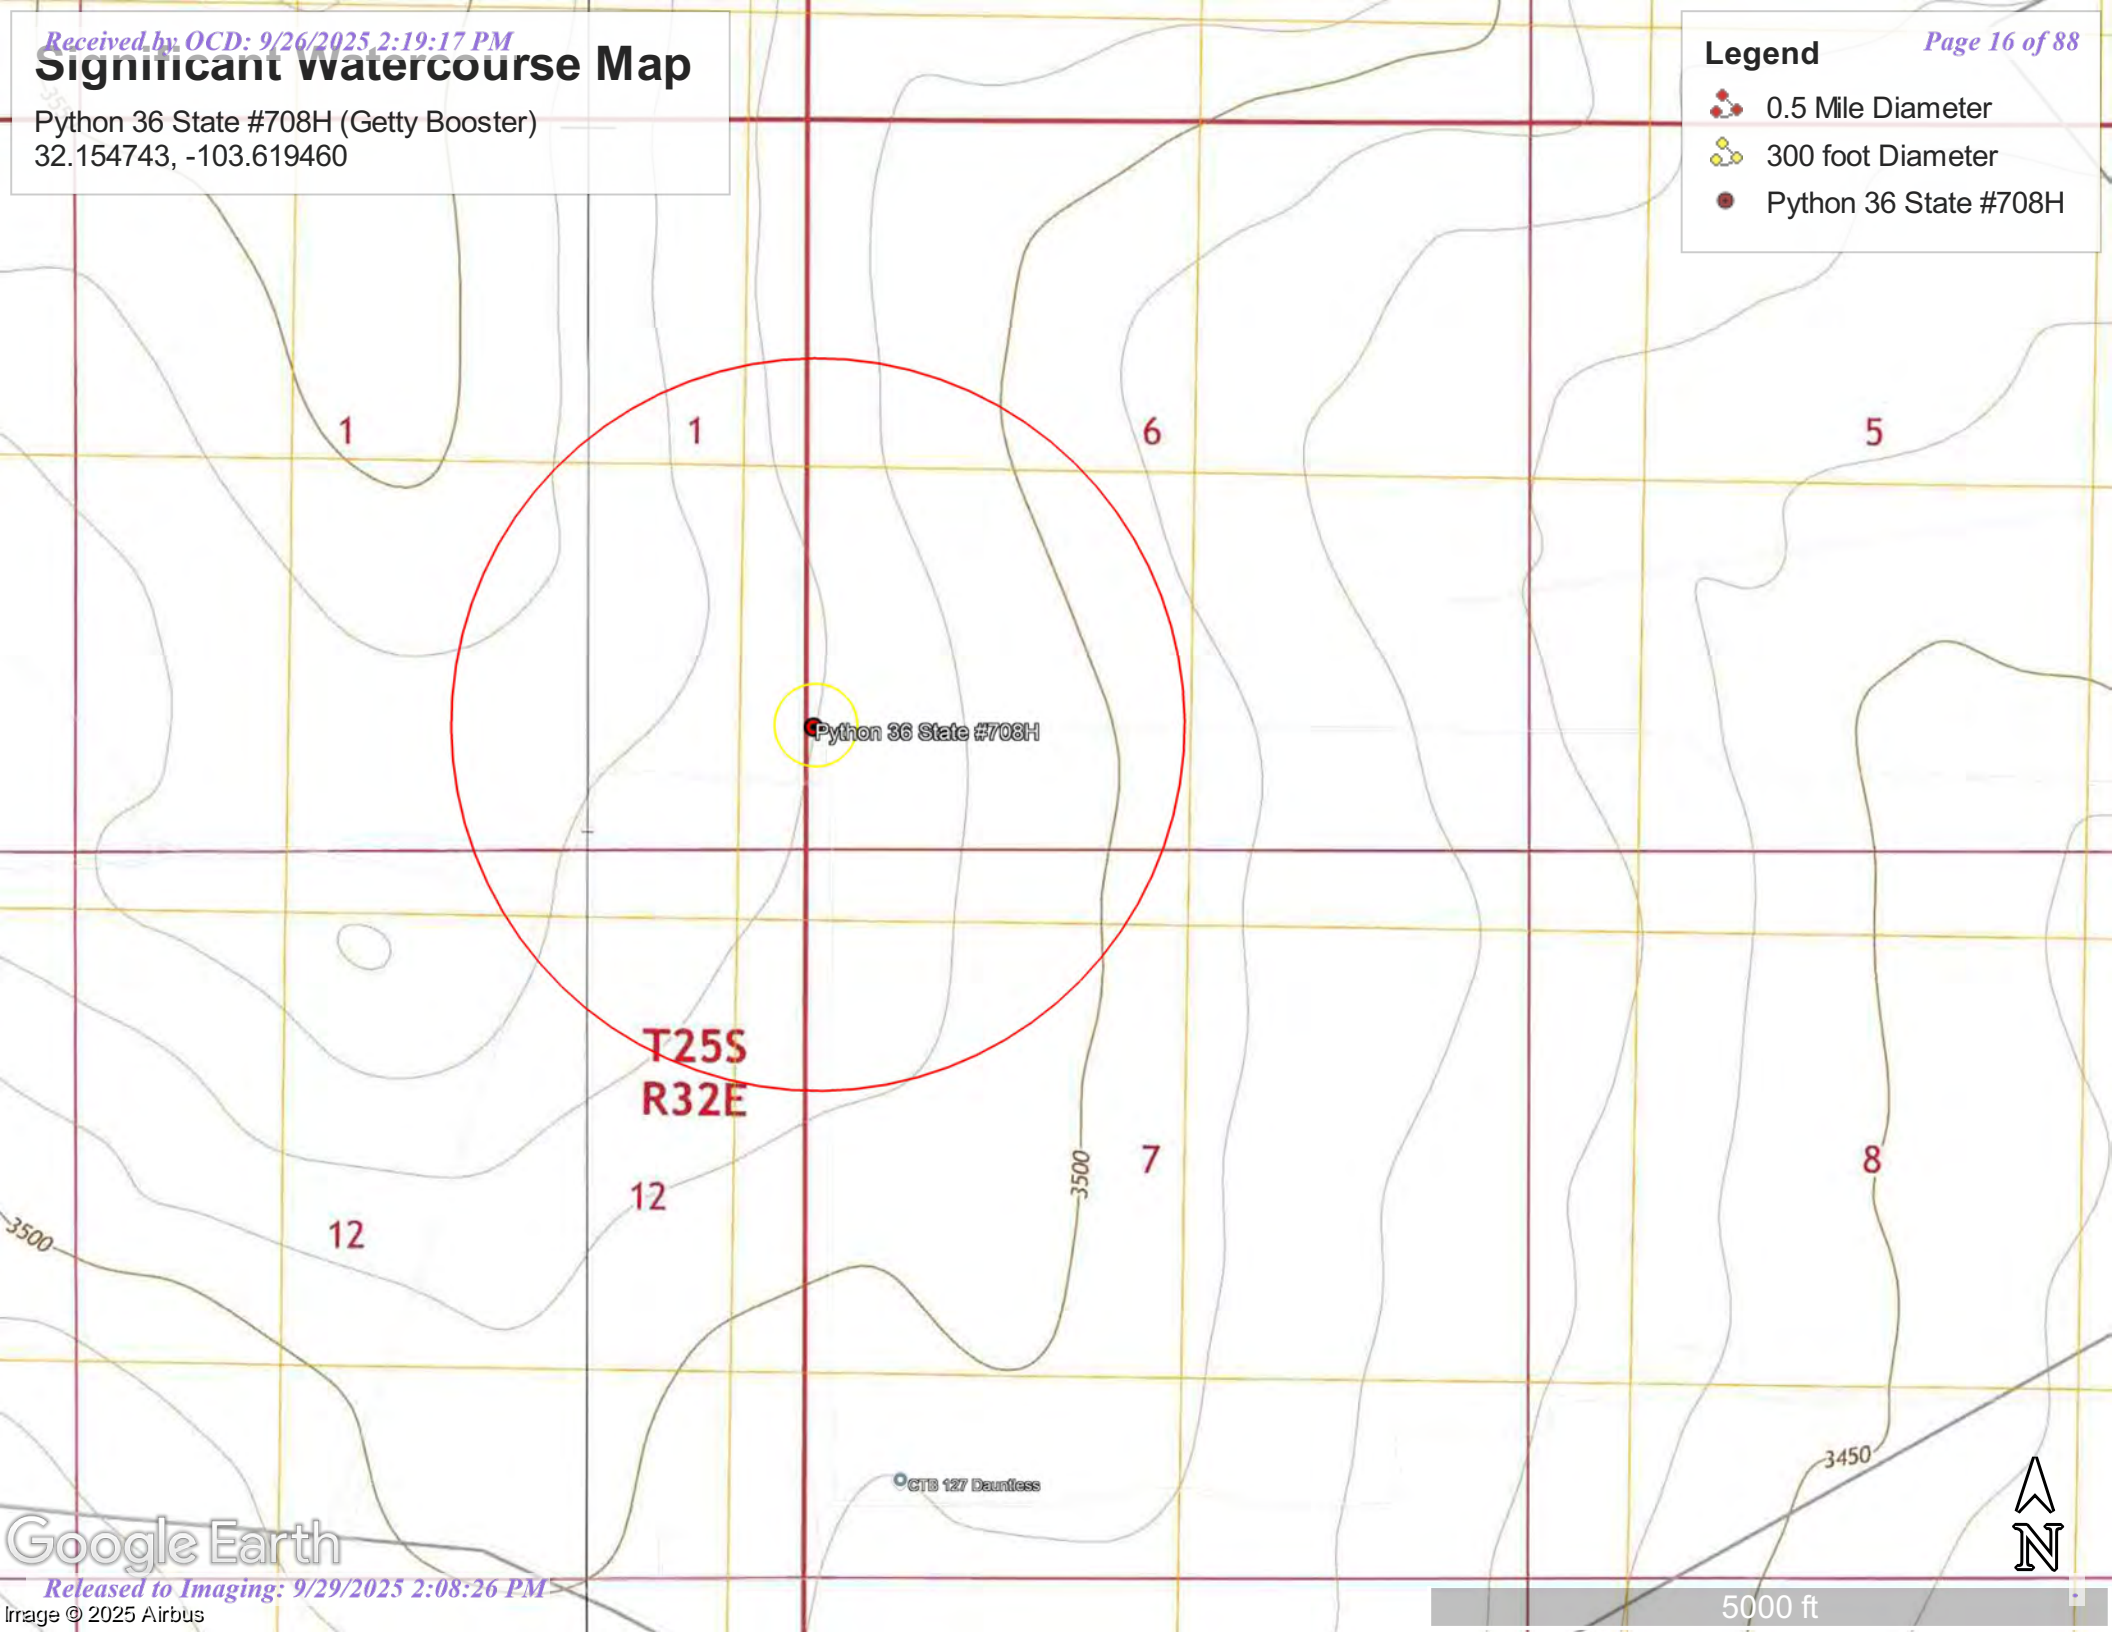 Received by OCD: 9/26/2025 2:19:17 PM
Page 16 of 88
Significant Watercourse Map
Python 36 State #708H (Getty Booster)
32.154743, -103.619460
Legend
0.5 Mile Diameter
300 foot Diameter
Python 36 State #708H
1
1
6
5
Python 36 State #708H
T25S
R32E
3500
7
8
12
12
3500
3450
CTB 127 Dauntless
N
Google Earth
Released to Imaging: 9/29/2025 2:08:26 PM
Image © 2025 Airbus
5000 ft